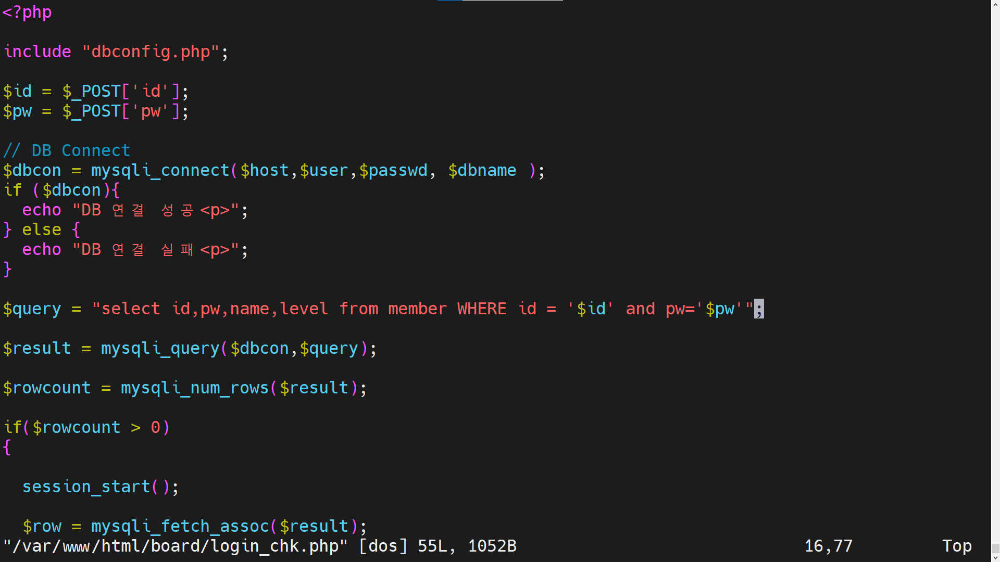 <?php
include "dbconfig.php";
$id = $_POST['id'];
$pw = $_POST['pw'];
// DB Connect
$dbcon = mysqli_connect($host,$user,$passwd, $dbname );
if ($dbcon){
  echo "DB 연결 성공<p>";
} else {
  echo "DB 연결 실패<p>";
}
$query = "select id,pw,name,level from member WHERE id = '$id' and pw='$pw'";
$result = mysqli_query($dbcon,$query);
$rowcount = mysqli_num_rows($result);
if($rowcount > 0)
{
  session_start();
  $row = mysqli_fetch_assoc($result);
"/var/www/html/board/login_chk.php" [dos] 55L, 1052B 16,77 Top